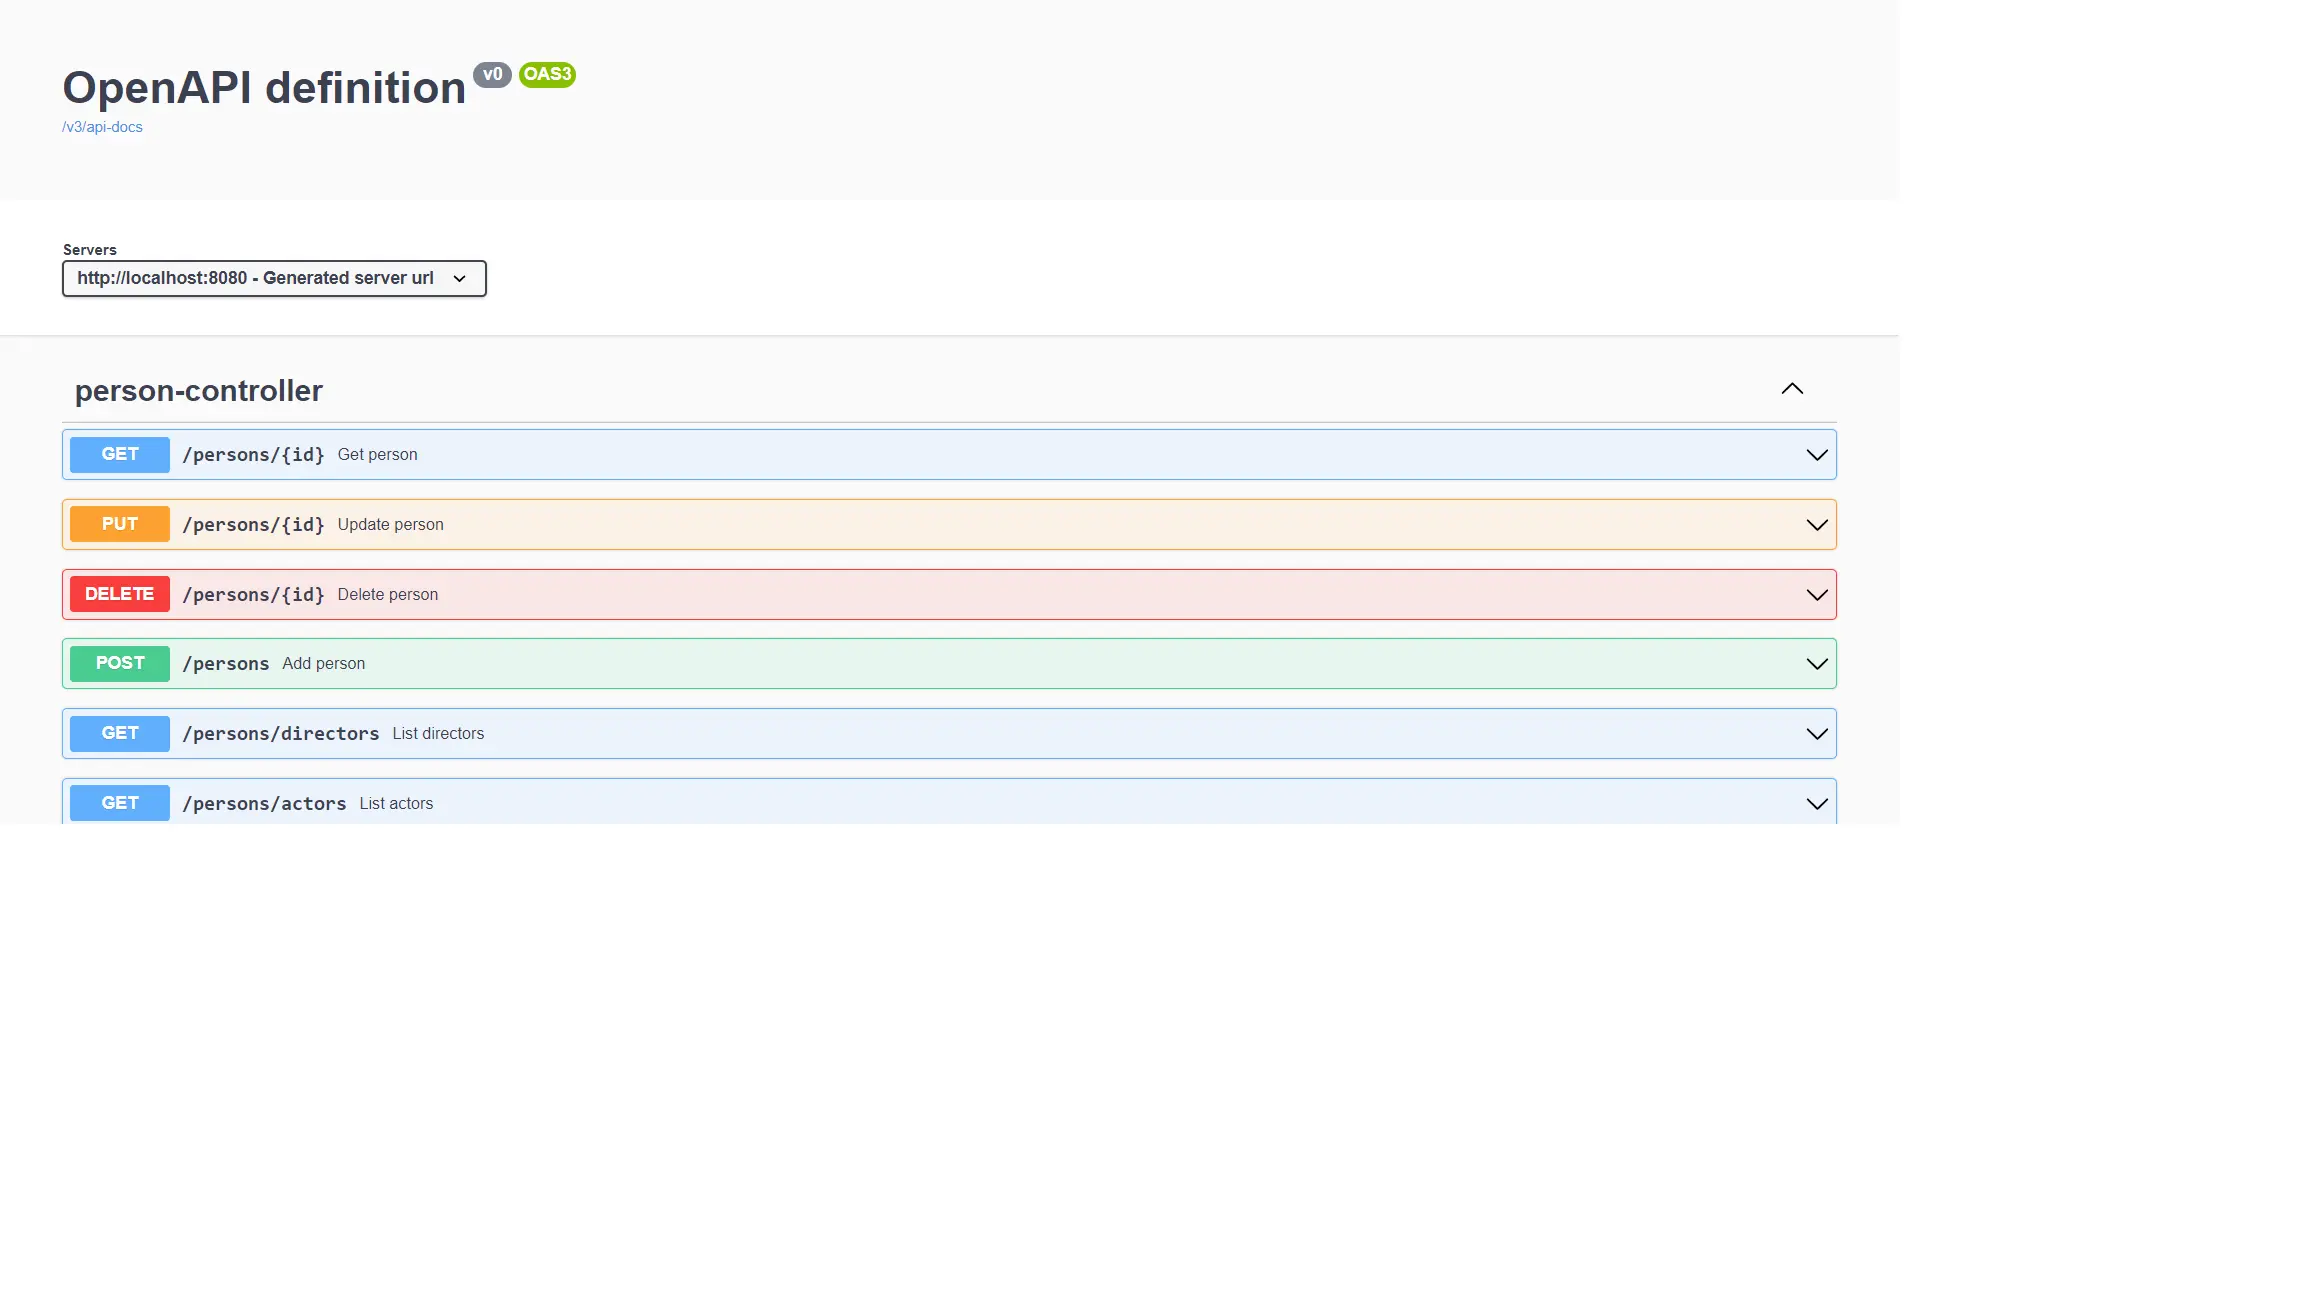 OpenAPI definition v0 OAS3
/v3/api-docs
Servers
http://localhost:8080 - Generated server url
person-controller
GET /persons/{id} Get person
PUT /persons/{id} Update person
DELETE /persons/{id} Delete person
POST /persons Add person
GET /persons/directors List directors
GET /persons/actors List actors